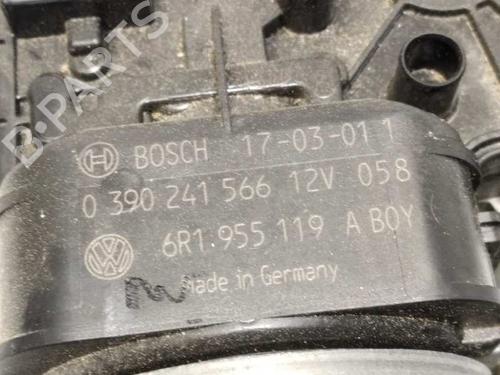 B-PARTS
BOSCH 17-03-01 1
0 390 241 566 12V 058
6R1 955 119 A BOY
Made in Germany